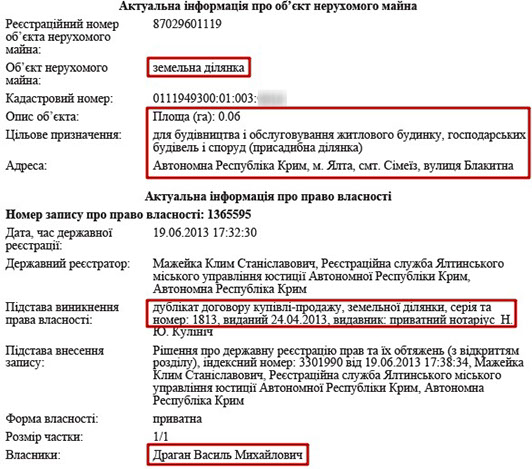 Актуальна інформація про об’єкт нерухомого майна
Реєстраційний номер 87029601119
об’єкта нерухомого
майна:
Об’єкт нерухомого земельна ділянка
майна:
Кадастровий номер: 0111949300:01:003:
Опис об’єкта: Площа (га): 0.06
Цільове призначення: для будівництва і обслуговування житлового будинку, господарських
будівель і споруд (присадибна ділянка)
Адреса: Автономна Республіка Крим, м. Ялта, смт. Сімеїз, вулиця Блакитна
Актуальна інформація про право власності
Номер запису про право власності: 1365595
Дата, час державної 19.06.2013 17:32:30
реєстрації:
Державний реєстратор: Мажейка Клим Станіславович, Реєстраційна служба Ялтинського
міського управління юстиції Автономної Республіки Крим,
Автономна Республіка Крим
Підстава виникнення дублікат договору купівлі-продажу, земельної ділянки, серія та
права власності: номер: 1813, виданий 24.04.2013, видавник: приватний нотаріус Н.
Ю. Кулініч
Підстава внесення Рішення про державну реєстрацію прав та їх обтяжень (з відкриттям
запису: розділу), індексний номер: 3301990 від 19.06.2013 17:38:34, Мажейка
Клим Станіславович, Реєстраційна служба Ялтинського міського
управління юстиції Автономної Республіки Крим, Автономна
Республіка Крим
Форма власності: приватна
Розмір частки: 1/1
Власники: Драган Василь Михайлович